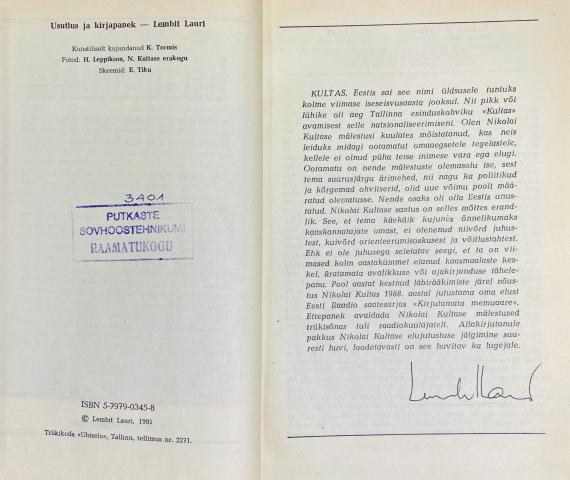 Usutlus ja kirjapanek — Lembit Lauri
Kunstiliselt kujundanud K. Tormis
Fotod: H. Leppikson, N. Kultase erakogu
Skeemid: E. Tiku
3401
PUTKASTE
SOVHOOSTEHNIKUMI
RAAMATUKOGU
ISBN 5-7979-0345-8
© Lembit Lauri, 1991
Trükikoda «Ühiselu», Tallinn, tellimus nr. 2271.
KULTAS. Eestis sai see nimi üldsusele tuntuks
kolme viimase iseseisvusaasta jooksul. Nii pikk või
lühike oli aeg Tallinna esinduskohviku «Kultas»
avamisest selle natsionaliseerimiseni. Olen Nikolai
Kultase mälestusi kuulates mõistatanud, kas neis
leiduks midagi ootamatut omaaegsetele tegelastele,
kellele ei olnud püha teise inimese vara ega elugi.
Ootamatu on nende mälestuste olemasolu ise, sest
tema suurusjärgu ärimehed, nii nagu ka poliitikud
ja kõrgemad ohvitserid, olid uue võimu poolt mää-
ratud olematusse. Nende osaks oli olla Eestis unus-
tatud. Nikolai Kultase saatus on selles mõttes erand-
lik. See, et tema käekäik kujunes õnnelikumaks
kaaskannatajate omast, ei olenenud niivõrd juhus-
test, kuivõrd orienteerumisoskusest ja võitlustahtest.
Ehk ei ole juhusega seletatav seegi, et ta on vii-
mased kolm aastakümmet elanud kaasmaalaste kes-
kel, äratamata avalikkuse või ajakirjanduse tähele-
panu. Pool aastat kestnud läbirääkimiste järel nõus-
tus Nikolai Kultas 1988. aastal jutustama oma elust
Eesti Raadio saatesarjas «Kirjutamata memuaare».
Ettepanek avaldada Nikolai Kultase mälestused
trükisõnas tuli raadiokuulajatelt. Allakirjutanule
pakkus Nikolai Kultase elujutustuse jälgimine suu-
resti huvi, loodetavasti on see huvitav ka lugejale.